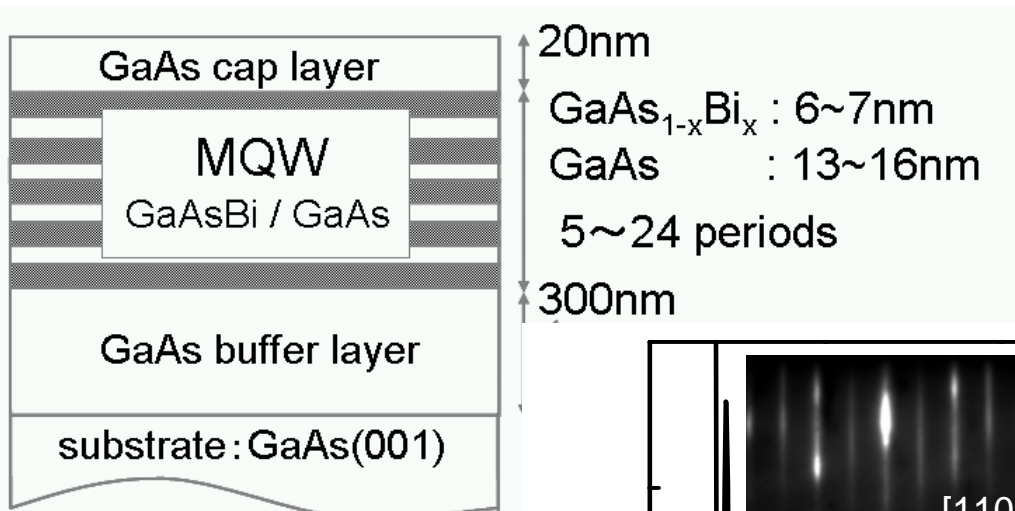 GaAs cap layer
MQW
GaAsBi / GaAs
GaAs buffer layer
substrate:GaAs(001)
20nm
GaAs₁₋ₓBiₓ : 6~7nm
GaAs : 13~16nm
5～24 periods
300nm
[110